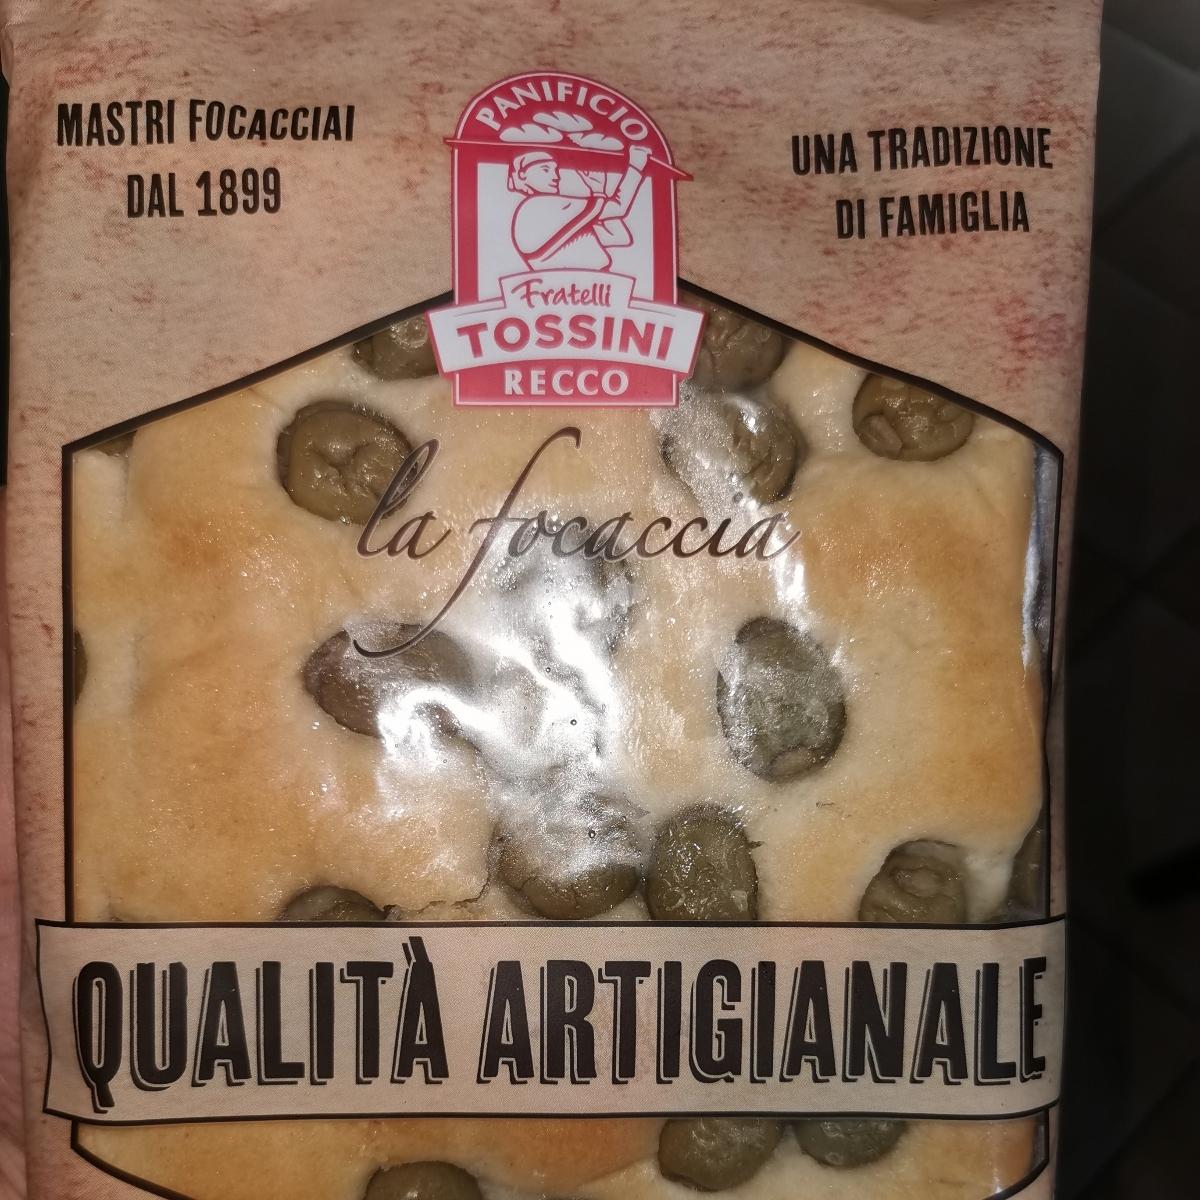 MASTRI FOCACCIAI
DAL 1899
PANIFICIO
Fratelli
TOSSINI
RECCO
UNA TRADIZIONE
DI FAMIGLIA
la focaccia
QUALITÀ ARTIGIANALE